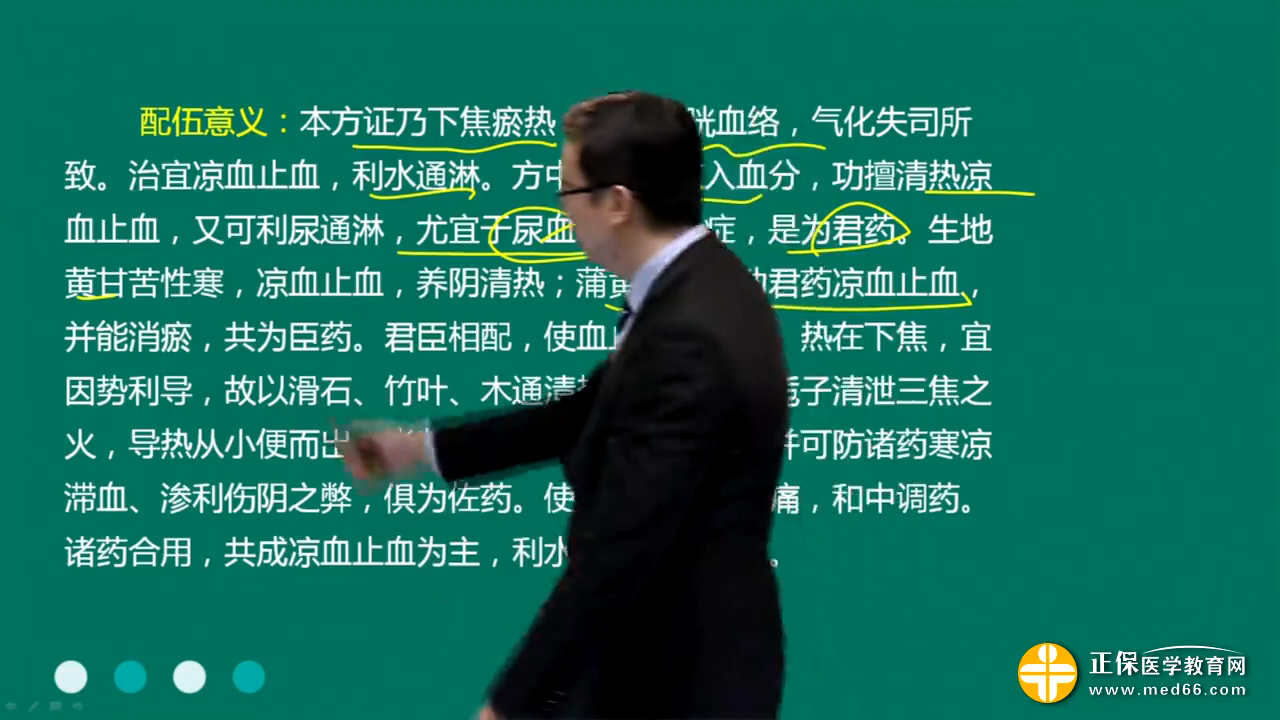 配伍意义：本方证乃下焦瘀热 胱血络，气化失司所
致。治宜凉血止血，利水通淋。方中 入血分，功擅清热凉
血止血，又可利尿通淋，尤宜于尿血 症，是为君药。生地
黄甘苦性寒，凉血止血，养阴清热；蒲黄 君药凉血止血，
并能消瘀，共为臣药。君臣相配，使血 热在下焦，宜
因势利导，故以滑石、竹叶、木通清 栀子清泄三焦之
火，导热从小便而出 并可防诸药寒凉
滞血、渗利伤阴之弊，俱为佐药。使 痛，和中调药。
诸药合用，共成凉血止血为主，利水 。
正保医学教育网
www.med66.com